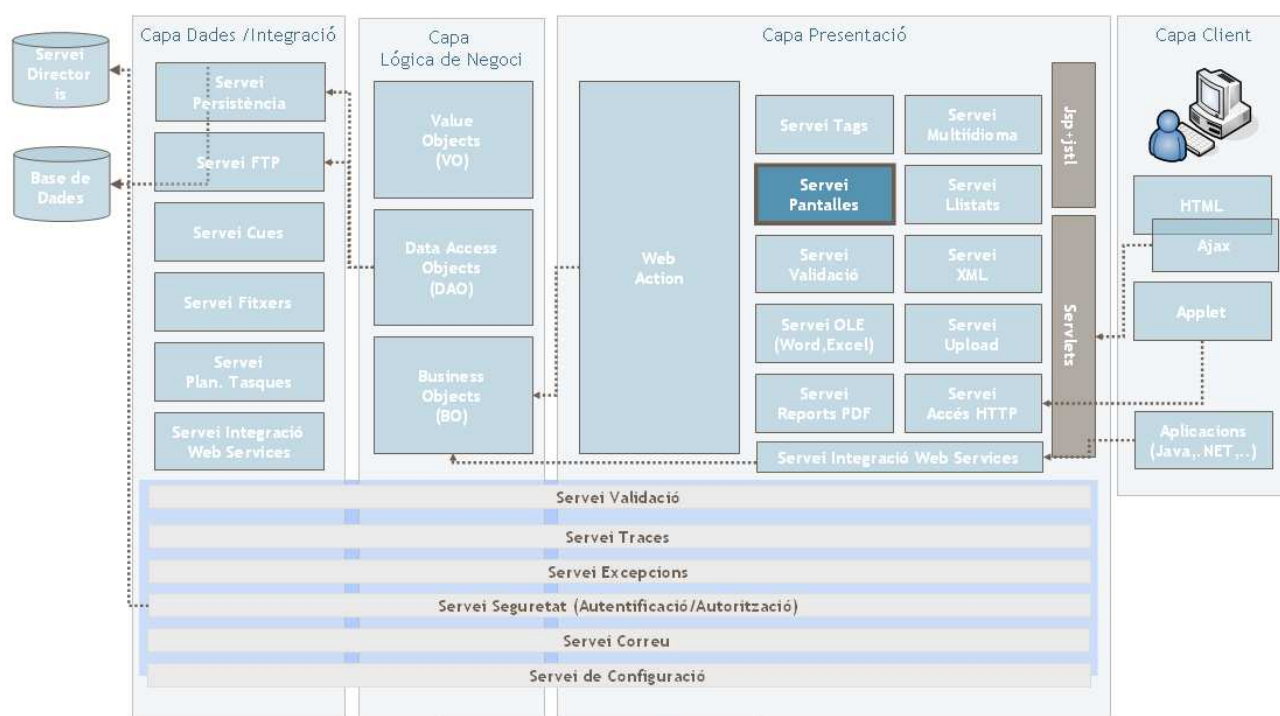 Capa Dades /Integració
Capa
Lógica de Negoci
Capa Presentació
Capa Client
Servei
Director
is
Base de
Dades
Servei
Persistència
Servei FTP
Servei Cues
Servei Fitxers
Servei
Plan. Tasques
Servei Integració
Web Services
Value
Objects
(VO)
Data Access
Objects
(DAO)
Business
Objects
(BO)
Web
Action
Servei Tags
Servei
Multiidioma
Servei
Pantalles
Servei
Llistats
Servei
Validació
Servei
XML
Servei OLE
(Word,Excel)
Servei
Upload
Servei
Reports PDF
Servei
Accés HTTP
Servei Integració Web Services
Jsp+jstl
Servlets
HTML
Ajax
Applet
Aplicacions
(Java,.NET,..)
Servei Validació
Servei Traces
Servei Excepcions
Servei Seguretat (Autentificació/Autorització)
Servei Correu
Servei de Configuració